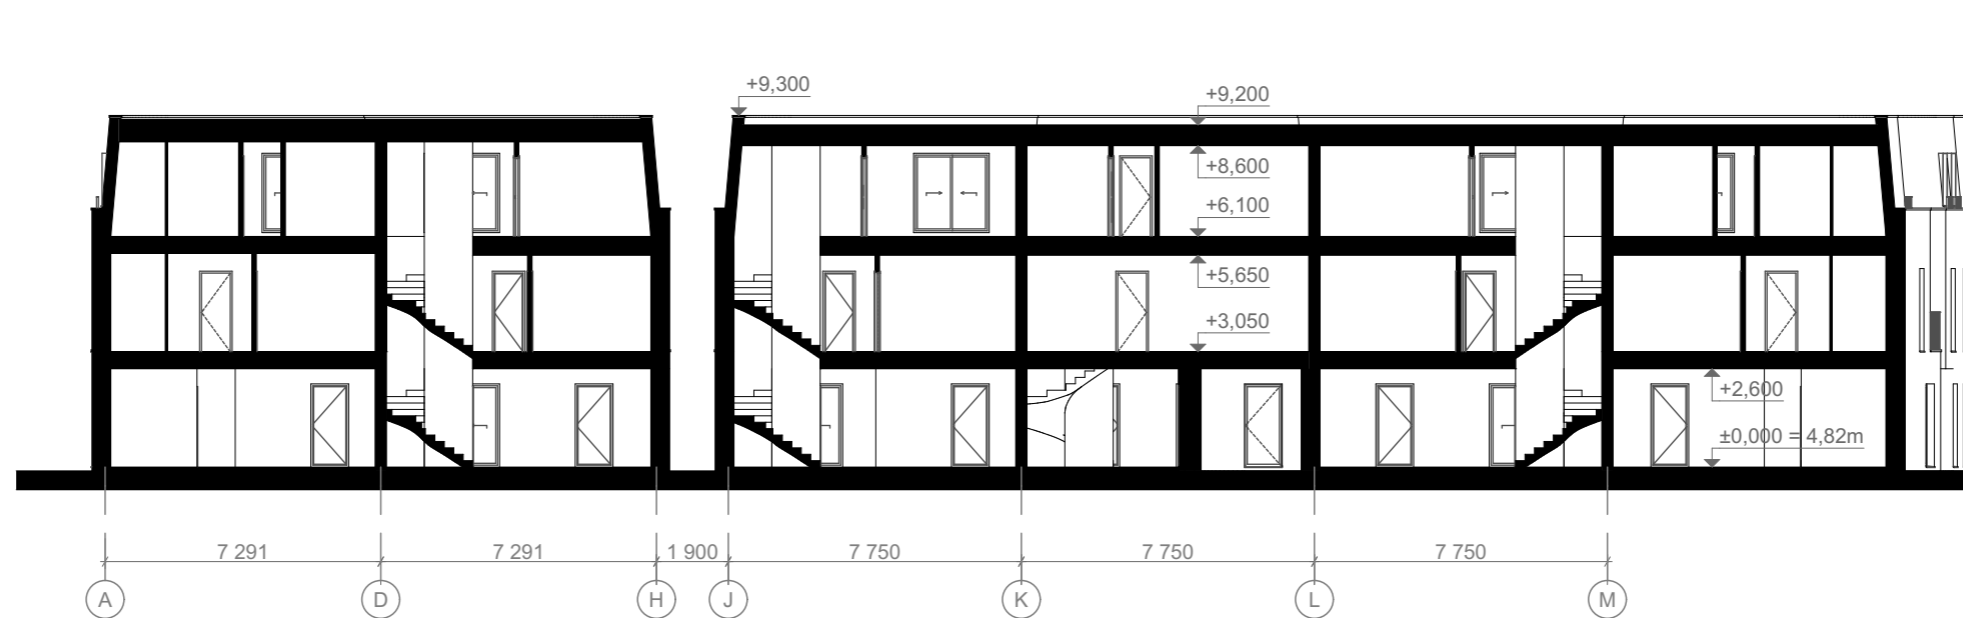 +9,300
+9,200
+8,600
+6,100
+5,650
+3,050
+2,600
±0,000 = 4,82m
7 291
7 291
1 900
7 750
7 750
7 750
A
D
H
J
K
L
M